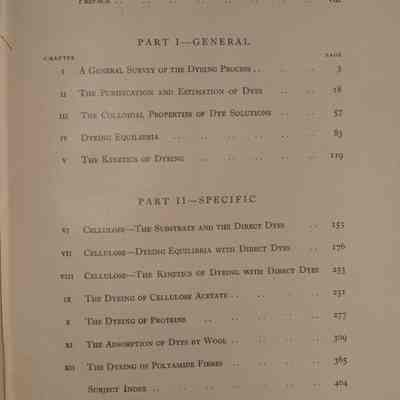 Preface .. .. .. .. .. .. vii
PART I—GENERAL
CHAPTER PAGE
I A General Survey of the Dyeing Process .. .. .. 3
II The Purification and Estimation of Dyes .. .. 18
III The Colloidal Properties of Dye Solutions .. .. 57
IV Dyeing Equilibria .. .. .. .. .. 83
V The Kinetics of Dyeing .. .. .. .. 119
PART II—SPECIFIC
VI Cellulose—The Substrate and the Direct Dyes .. 155
VII Cellulose—Dyeing Equilibria with Direct Dyes .. 176
VIII Cellulose—The Kinetics of Dyeing with Direct Dyes
IX The Dyeing of Cellulose Acetate .. .. .. ..
X The Dyeing of Proteins .. .. .. .. 277
XI The Adsorption of Dyes by Wool .. .. .. .. 309
XII The Dyeing of Polyamide Fibres .. .. .. .. 365
Subject Index .. .. .. .. .. .. 404